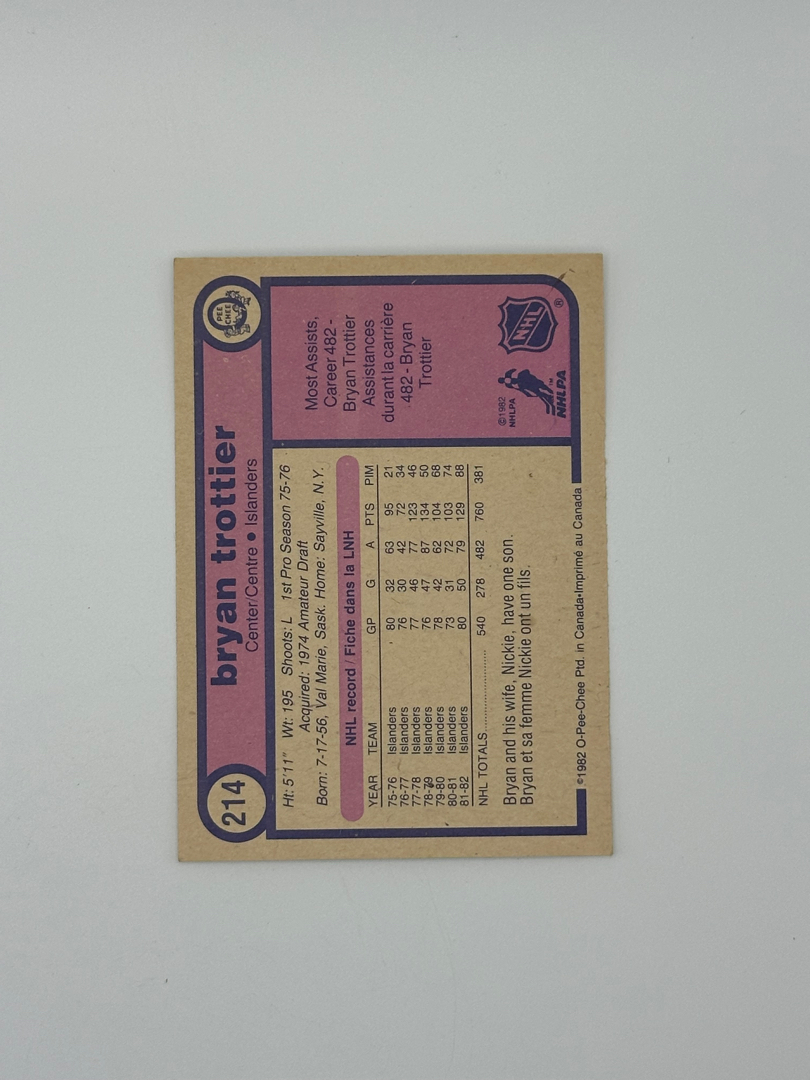 214
bryan trottier
Center/Centre • Islanders
O
PEE
CHEE
Ht: 5'11" Wt: 195 Shoots: L 1st Pro Season 75-76
Acquired: 1974 Amateur Draft
Born: 7-17-56, Val Marie, Sask. Home: Sayville, N.Y.
NHL record / Fiche dans la LNH
YEAR TEAM GP G A PTS PIM
75-76 Islanders 80 32 63 95 21
76-77 Islanders 76 30 42 72 34
77-78 Islanders 77 46 77 123 46
78-79 Islanders 76 47 87 134 50
79-80 Islanders 78 42 62 104 68
80-81 Islanders 73 31 72 103 74
81-82 Islanders 80 50 79 129 88
NHL TOTALS........................ 540 278 482 760 381
Bryan and his wife, Nickie, have one son.
Bryan et sa femme Nickie ont un fils.
Most Assists,
Career 482 -
Bryan Trottier
Assistances
durant la carrière
482 - Bryan
Trottier
©1982
NHLPA
NHLPA™
NHL
®
©1982 O-Pee-Chee Ptd. in Canada•Imprimé au Canada